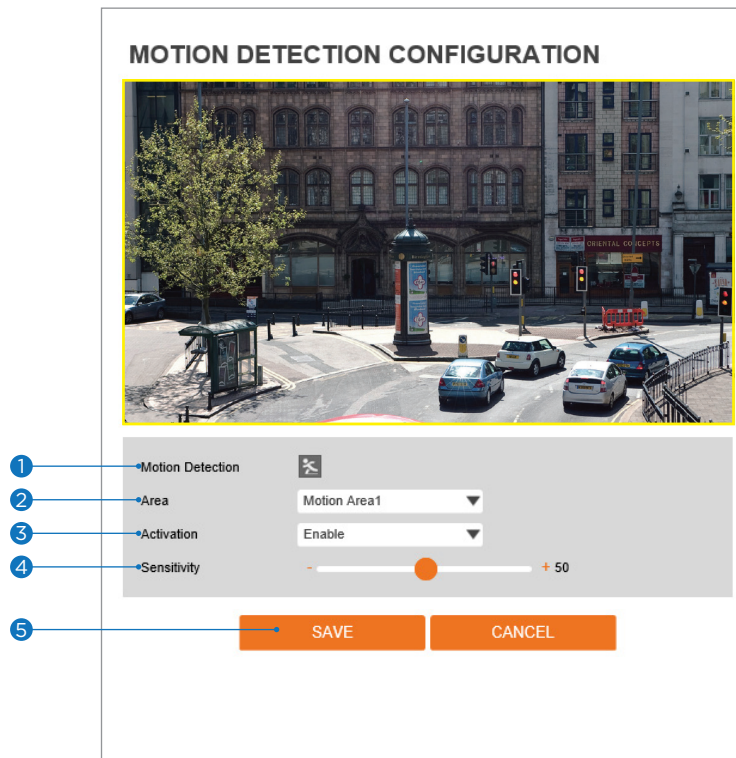 MOTION DETECTION CONFIGURATION
ORIENTAL CONCEPTS
1 Motion Detection
2 Area Motion Area1
3 Activation Enable
4 Sensitivity - + 50
5 SAVE CANCEL